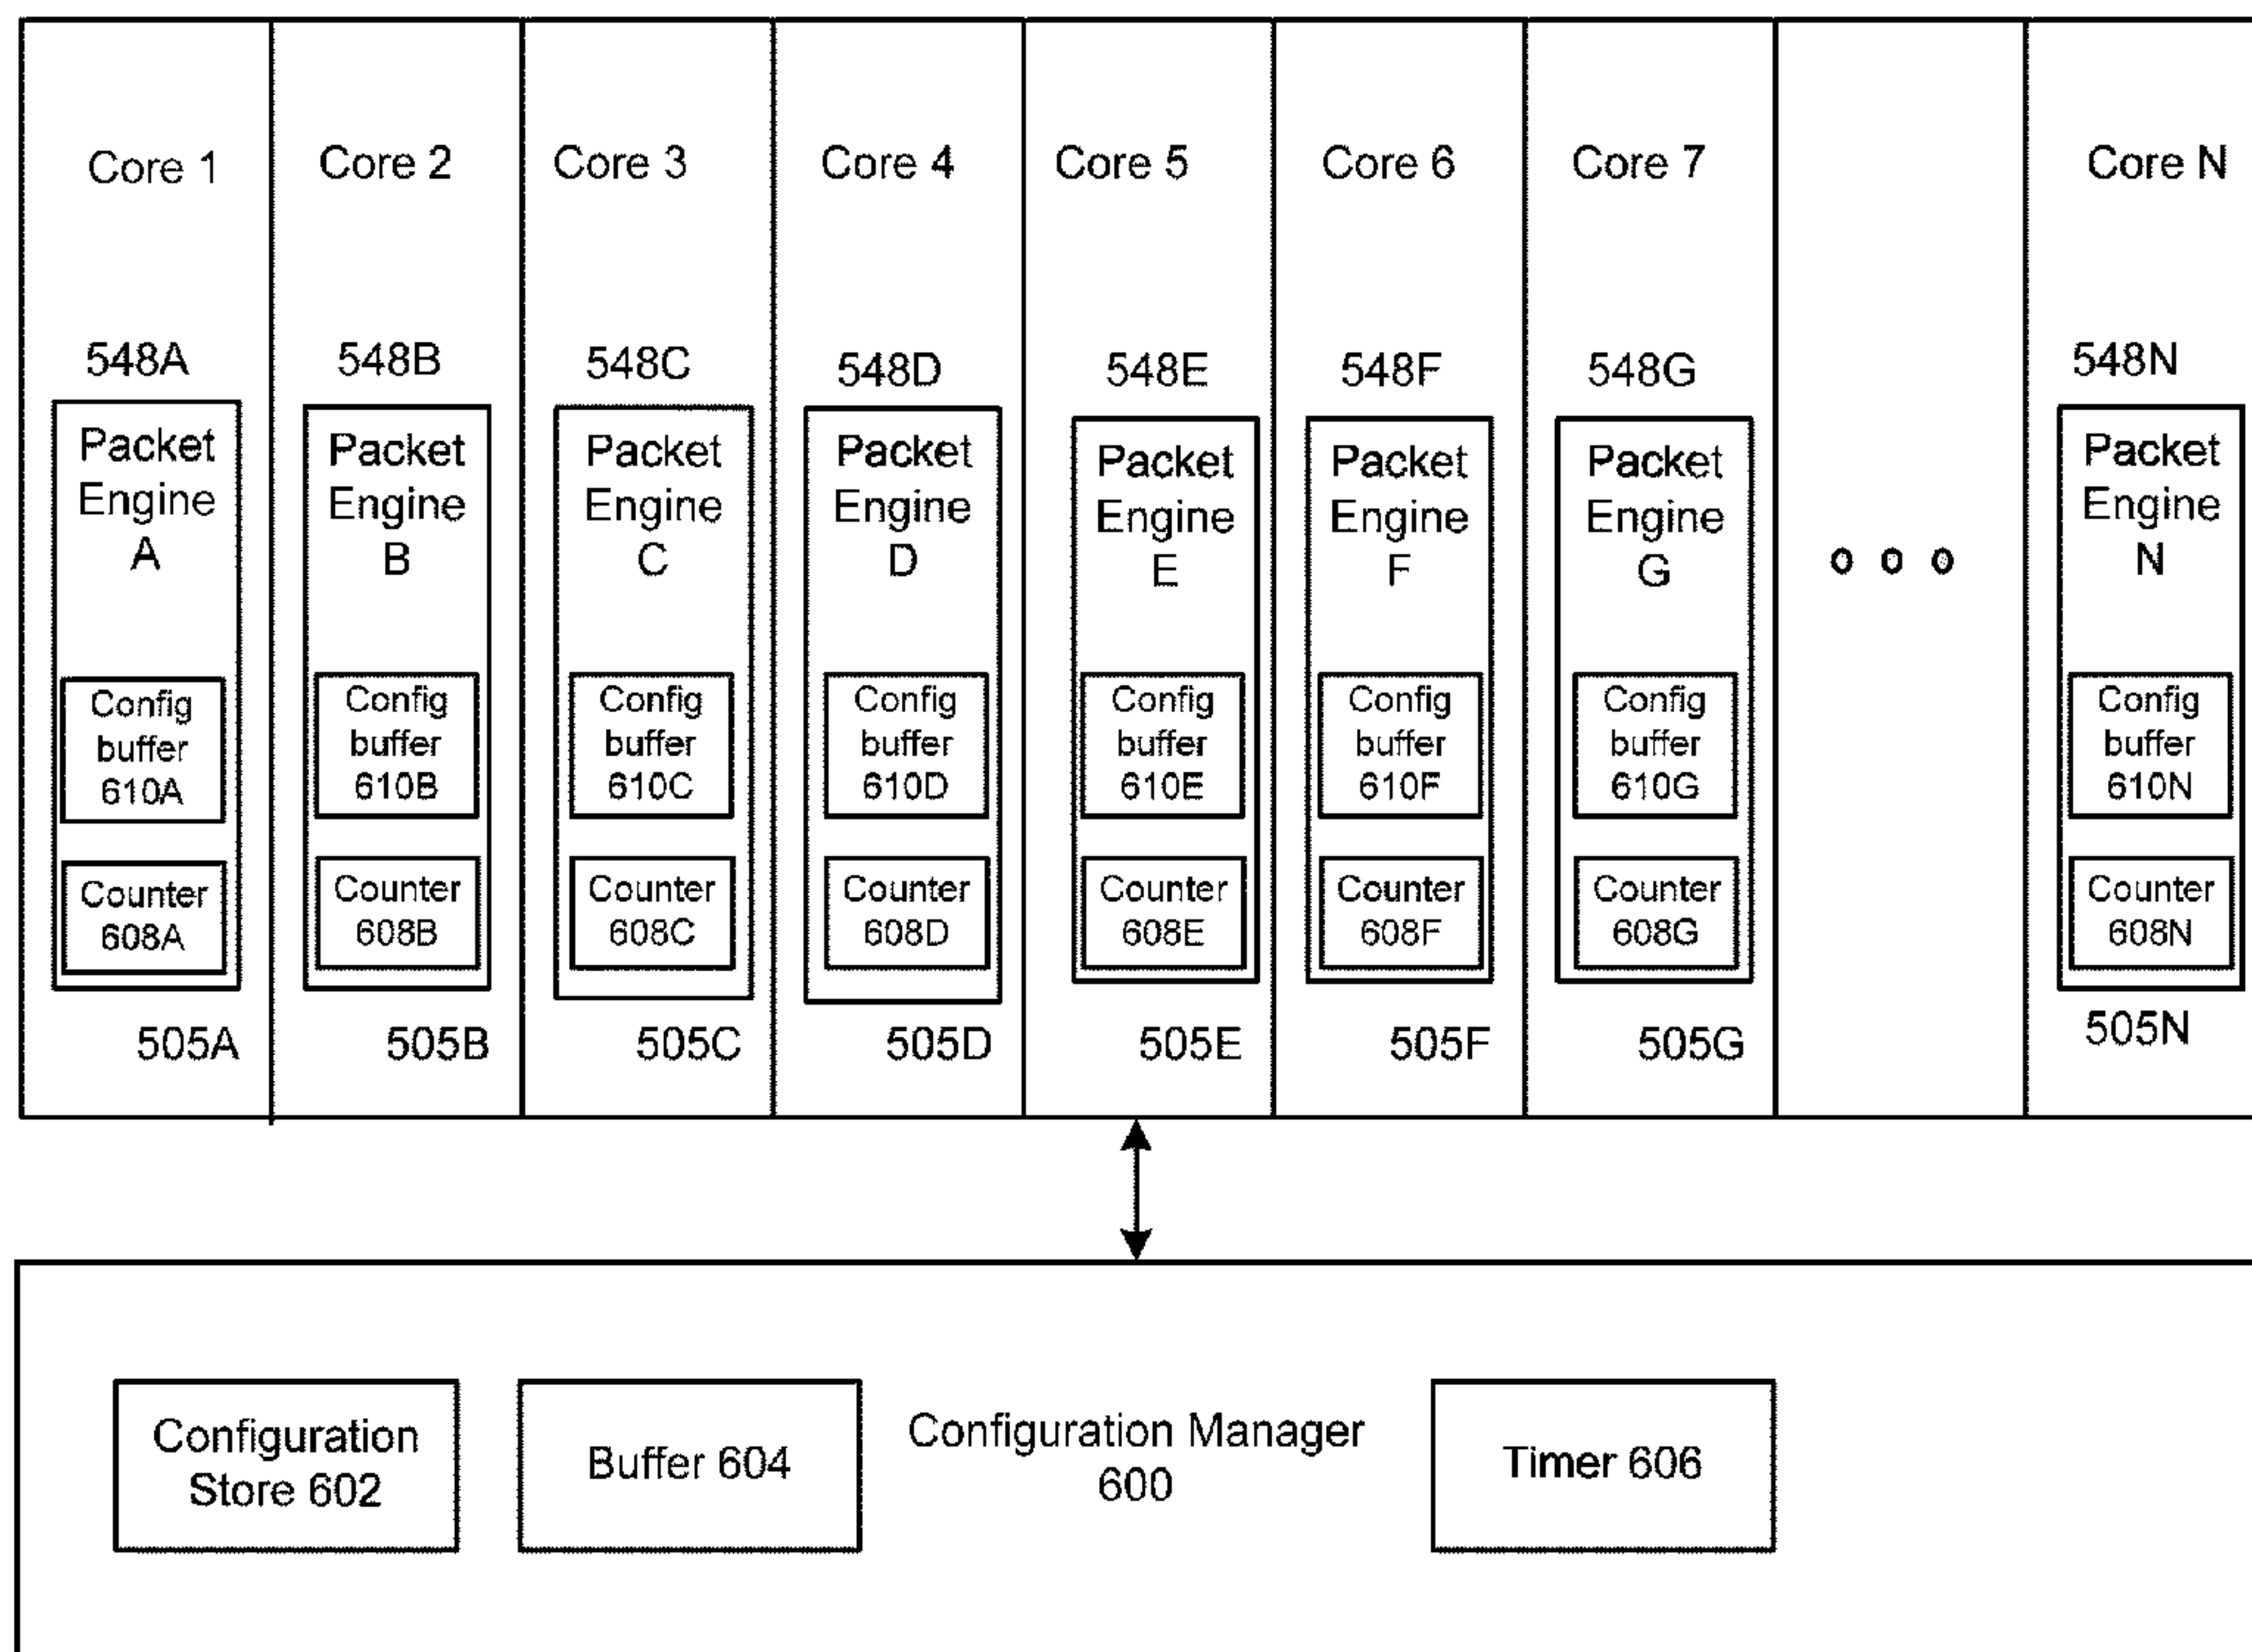 Core 1
Core 2
Core 3
Core 4
Core 5
Core 6
Core 7
Core N
548A
548B
548C
548D
548E
548F
548G
548N
Packet
Engine
A
Packet
Engine
B
Packet
Engine
C
Packet
Engine
D
Packet
Engine
E
Packet
Engine
F
Packet
Engine
G
Packet
Engine
N
Config
buffer
610A
Config
buffer
610B
Config
buffer
610C
Config
buffer
610D
Config
buffer
610E
Config
buffer
610F
Config
buffer
610G
Config
buffer
610N
Counter
608A
Counter
608B
Counter
608C
Counter
608D
Counter
608E
Counter
608F
Counter
608G
Counter
608N
505A
505B
505C
505D
505E
505F
505G
505N
Configuration
Store 602
Buffer 604
Configuration Manager
600
Timer 606